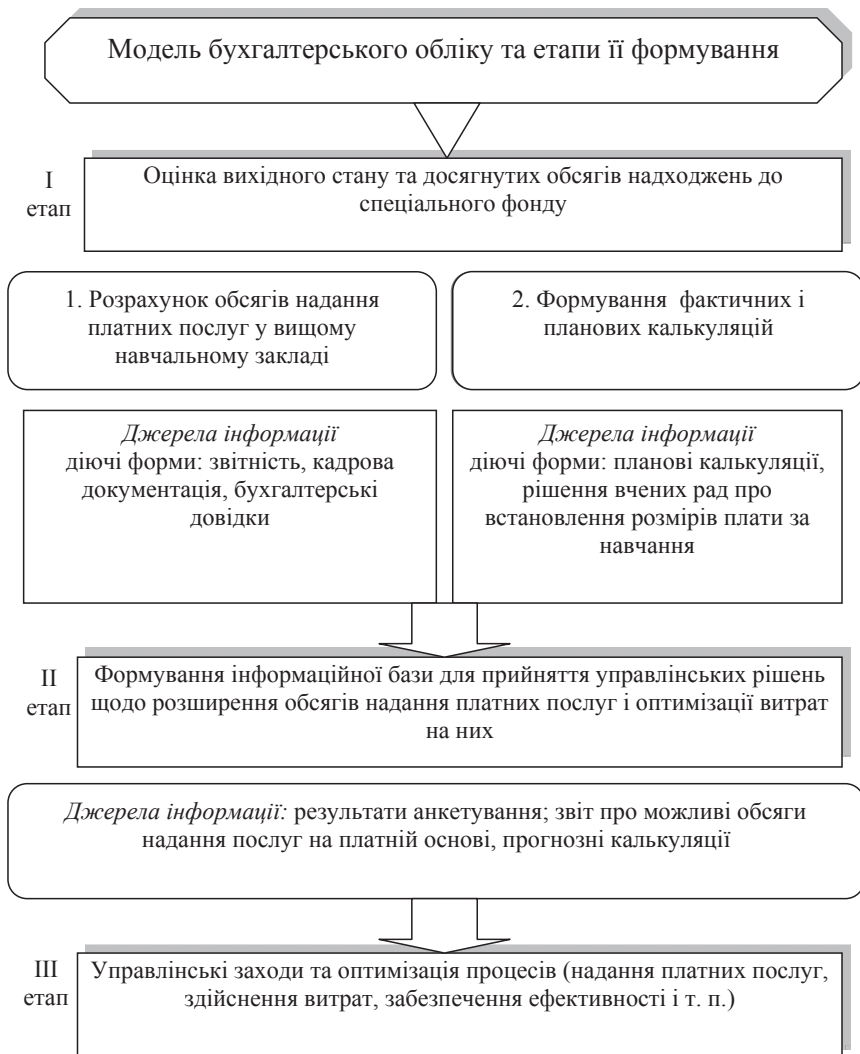 Модель бухгалтерського обліку та етапи її формування
І
етап
Оцінка вихідного стану та досягнутих обсягів надходжень до
спеціального фонду
1. Розрахунок обсягів надання
платних послуг у вищому
навчальному закладі
2. Формування фактичних і
планових калькуляцій
Джерела інформації
діючі форми: звітність, кадрова
документація, бухгалтерські
довідки
Джерела інформації
діючі форми: планові калькуляції,
рішення вчених рад про
встановлення розмірів плати за
навчання
ІІ
етап
Формування інформаційної бази для прийняття управлінських рішень
щодо розширення обсягів надання платних послуг і оптимізації витрат
на них
Джерела інформації: результати анкетування; звіт про можливі обсяги
надання послуг на платній основі, прогнозні калькуляції
ІІІ
етап
Управлінські заходи та оптимізація процесів (надання платних послуг,
здійснення витрат, забезпечення ефективності і т. п.)